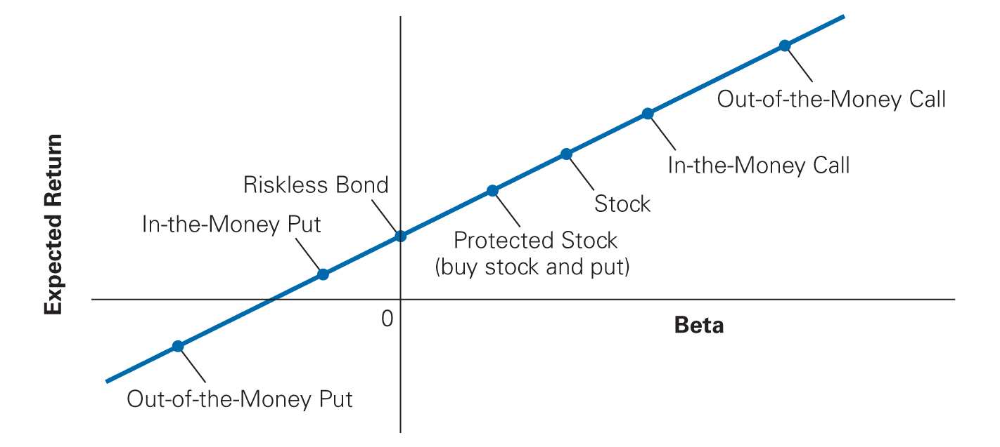 Out-of-the-Money Call
In-the-Money Call
Riskless Bond
Stock
In-the-Money Put
Protected Stock
(buy stock and put)
Expected Return
0
Beta
Out-of-the-Money Put